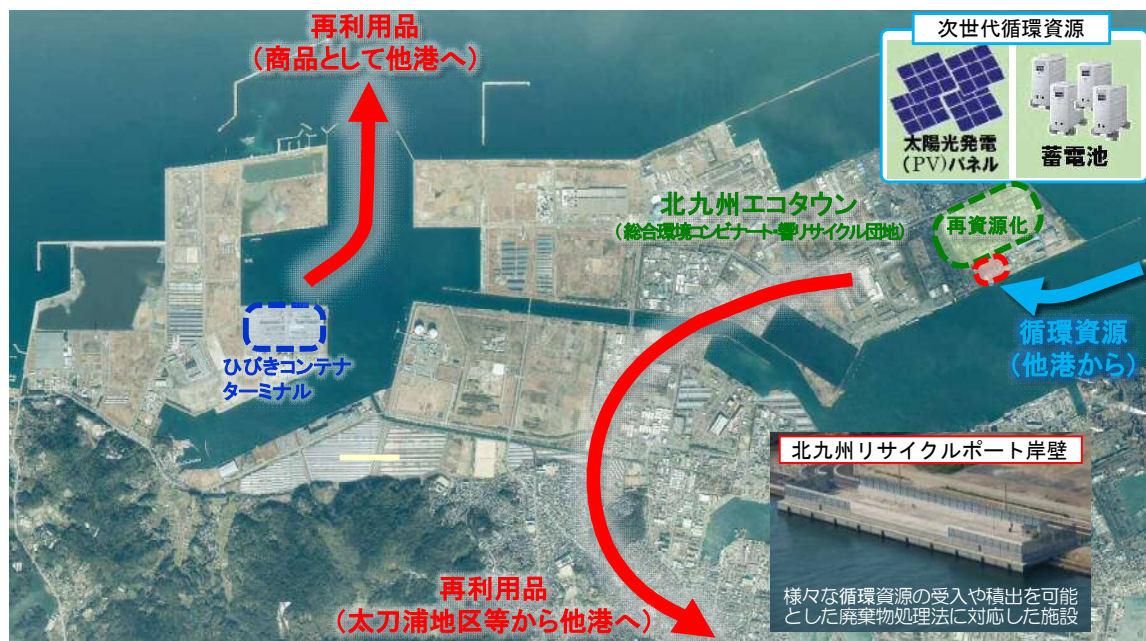 再利用品
（商品として他港へ）
次世代循環資源
太陽光発電
(PV)パネル
蓄電池
北九州エコタウン
（総合環境コンビナート・響リサイクル団地）
再資源化
循環資源
（他港から）
ひびきコンテナ
ターミナル
北九州リサイクルポート岸壁
様々な循環資源の受入や積出を可能
とした廃棄物処理法に対応した施設
再利用品
（太刀浦地区等から他港へ）